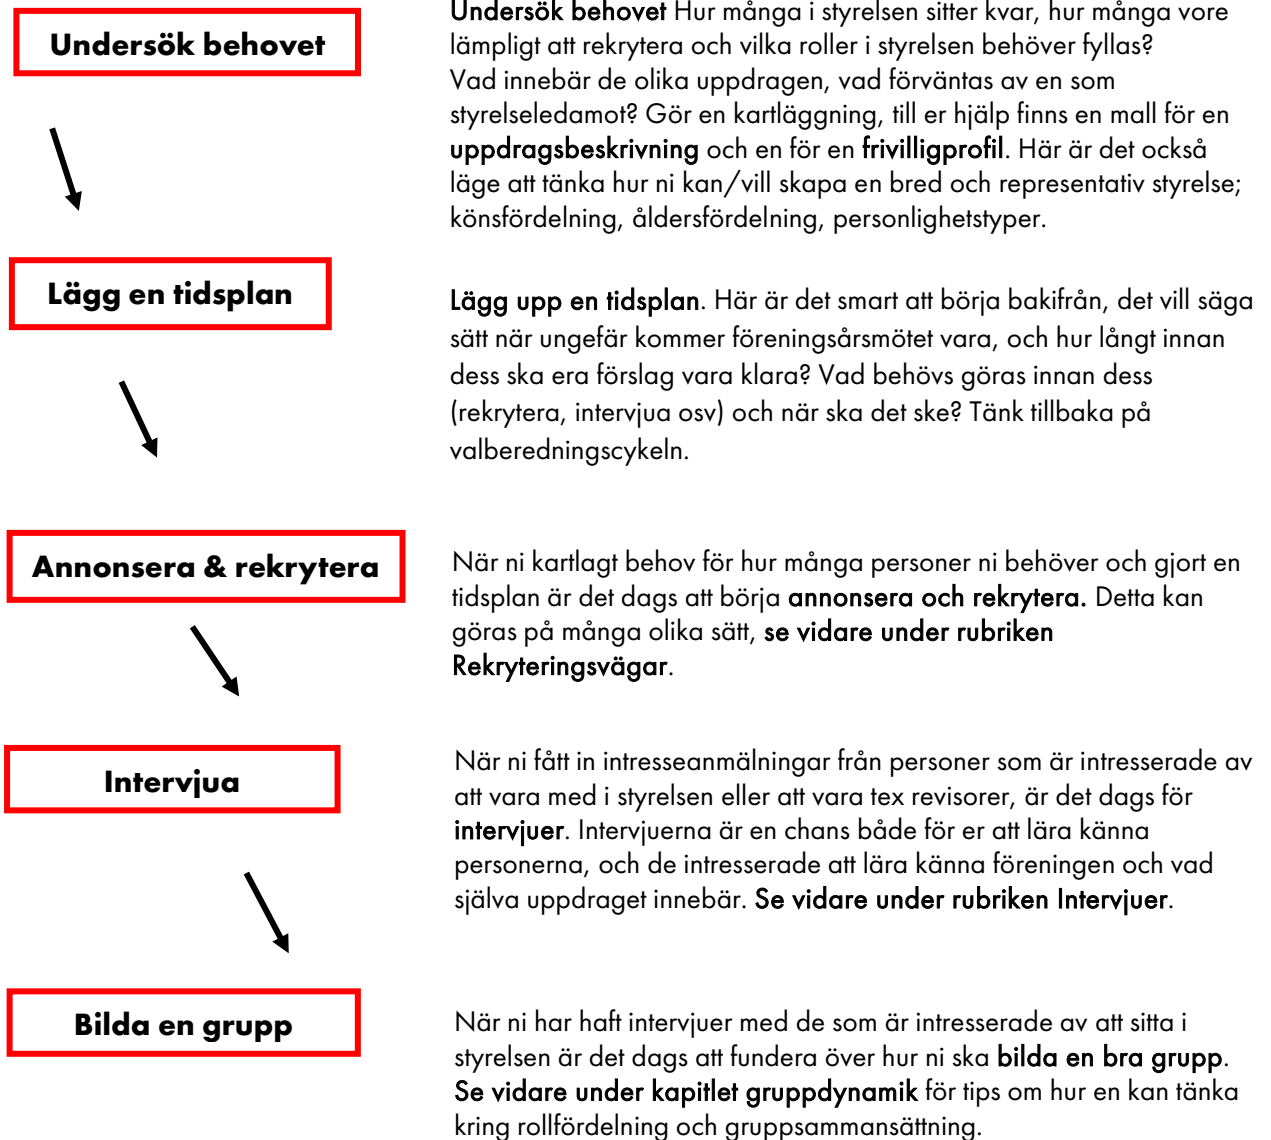 Undersök behovet
Undersök behovet Hur många i styrelsen sitter kvar, hur många vore
lämpligt att rekrytera och vilka roller i styrelsen behöver fyllas?
Vad innebär de olika uppdragen, vad förväntas av en som
styrelseledamot? Gör en kartläggning, till er hjälp finns en mall för en
uppdragsbeskrivning och en för en frivilligprofil. Här är det också
läge att tänka hur ni kan/vill skapa en bred och representativ styrelse;
könsfördelning, åldersfördelning, personlighetstyper.
Lägg en tidsplan
Lägg upp en tidsplan. Här är det smart att börja bakifrån, det vill säga
sätt när ungefär kommer föreningsårsmötet vara, och hur långt innan
dess ska era förslag vara klara? Vad behövs göras innan dess
(rekrytera, intervjua osv) och när ska det ske? Tänk tillbaka på
valberedningscykeln.
Annonsera & rekrytera
När ni kartlagt behov för hur många personer ni behöver och gjort en
tidsplan är det dags att börja annonsera och rekrytera. Detta kan
göras på många olika sätt, se vidare under rubriken
Rekryteringsvägar.
Intervjua
När ni fått in intresseanmälningar från personer som är intresserade av
att vara med i styrelsen eller att vara tex revisorer, är det dags för
intervjuer. Intervjuerna är en chans både för er att lära känna
personerna, och de intresserade att lära känna föreningen och vad
själva uppdraget innebär. Se vidare under rubriken Intervjuer.
Bilda en grupp
När ni har haft intervjuer med de som är intresserade av att sitta i
styrelsen är det dags att fundera över hur ni ska bilda en bra grupp.
Se vidare under kapitlet gruppdynamik för tips om hur en kan tänka
kring rollfördelning och gruppsammansättning.